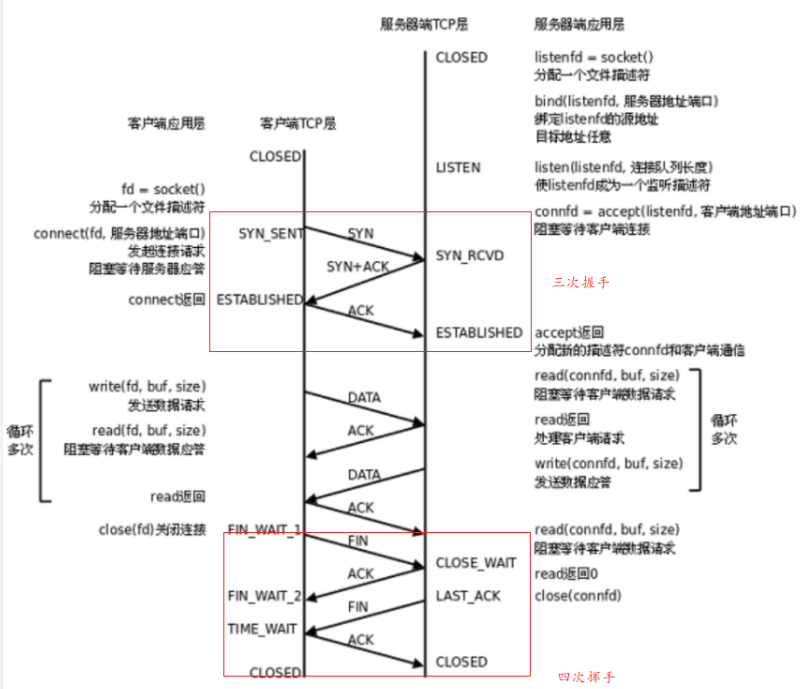 服务器端TCP层
服务器端应用层
CLOSED
listenfd = socket()
分配一个文件描述符
bind(listenfd, 服务器地址端口)
绑定listenfd的源地址
目标地址任意
客户端应用层
客户端TCP层
CLOSED
LISTEN
listen(listenfd, 连接队列长度)
使listenfd成为一个监听描述符
fd = socket()
分配一个文件描述符
connfd = accept(listenfd, 客户端地址端口)
阻塞等待客户端连接
connect(fd, 服务器地址端口)
发起连接请求
阻塞等待服务器应答
SYN_SENT
SYN
SYN_RCVD
SYN+ACK
三次握手
connect返回
ESTABLISHED
ACK
ESTABLISHED
accept返回
分配新的描述符connfd和客户端通信
write(fd, buf, size)
发送数据请求
DATA
read(connfd, buf, size)
阻塞等待客户端数据请求
循环
多次
read(fd, buf, size)
阻塞等待客户端数据应答
ACK
read返回
处理客户端请求
循环
多次
DATA
write(connfd, buf, size)
发送数据应答
read返回
ACK
close(fd)关闭连接
FIN_WAIT_1
FIN
read(connfd, buf, size)
阻塞等待客户端数据请求
CLOSE_WAIT
ACK
read返回0
FIN_WAIT_2
FIN
LAST_ACK
close(connfd)
TIME_WAIT
ACK
CLOSED
CLOSED
四次挥手